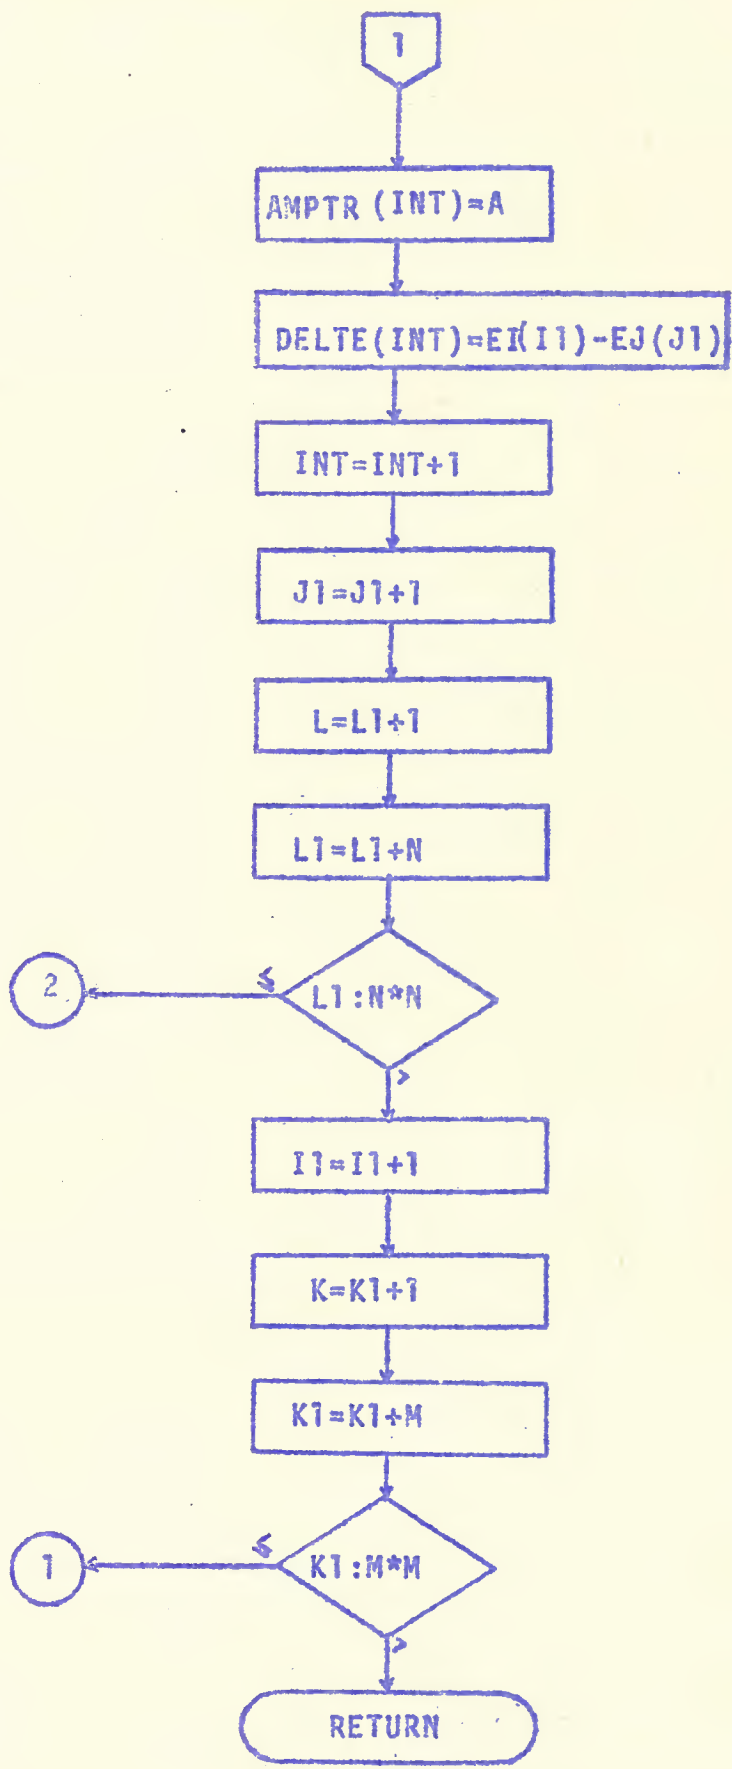 1
AMPTR (INT)=A
DELTE(INT)=EI(I1)-EJ(J1)
INT=INT+1
J1=J1+1
L=L1+1
L1=L1+N
2
≤
L1:N*N
>
I1=I1+1
K=K1+1
K1=K1+M
1
≤
K1:M*M
>
RETURN